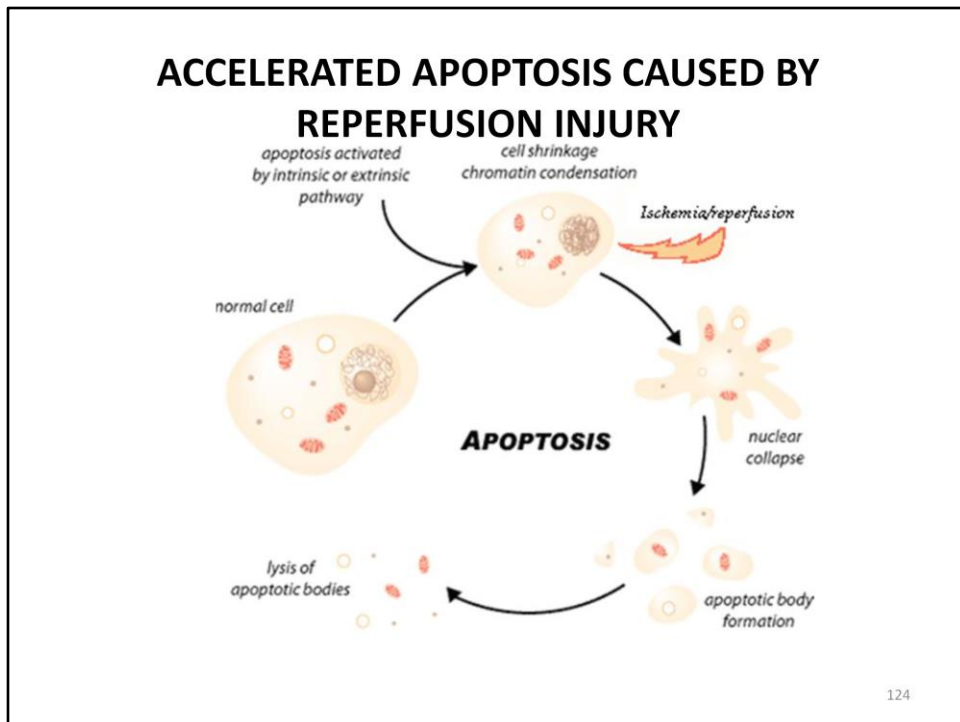 ACCELERATED APOPTOSIS CAUSED BY
REPERFUSION INJURY
apoptosis activated
by intrinsic or extrinsic
pathway
cell shrinkage
chromatin condensation
Ischemia/reperfusion
normal cell
APOPTOSIS
nuclear
collapse
lysis of
apoptotic bodies
apoptotic body
formation
124